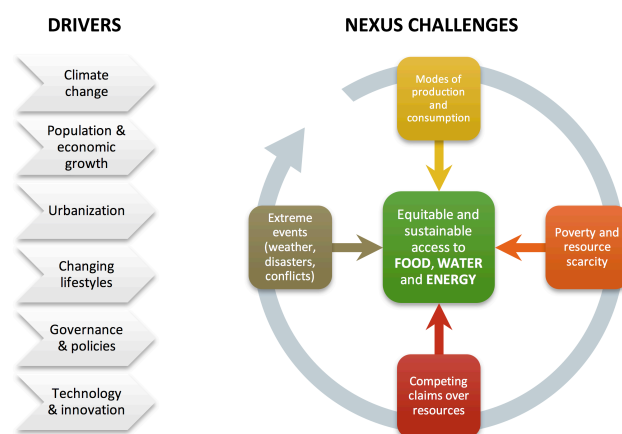 DRIVERS
Climate
change
Population &
economic
growth
Urbanization
Changing
lifestyles
Governance
& policies
Technology
& innovation
NEXUS CHALLENGES
Modes of
production
and
consumption
Extreme
events
(weather,
disasters,
conflicts)
Equitable and
sustainable
access to
FOOD, WATER
and ENERGY
Poverty and
resource
scarcity
Competing
claims over
resources